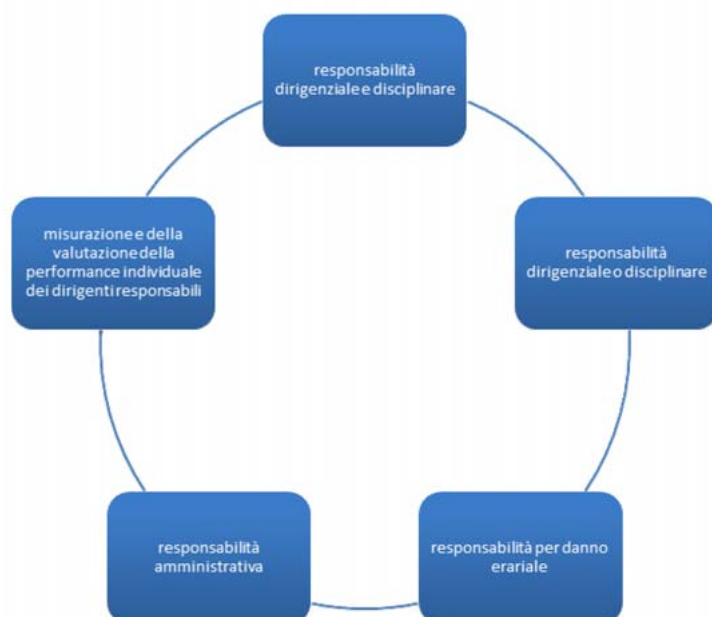 responsabilità
dirigenziale e disciplinare
responsabilità
dirigenziale o disciplinare
responsabilità per danno
erariale
responsabilità
amministrativa
misurazione e della
valutazione della
performance individuale
dei dirigenti responsabili